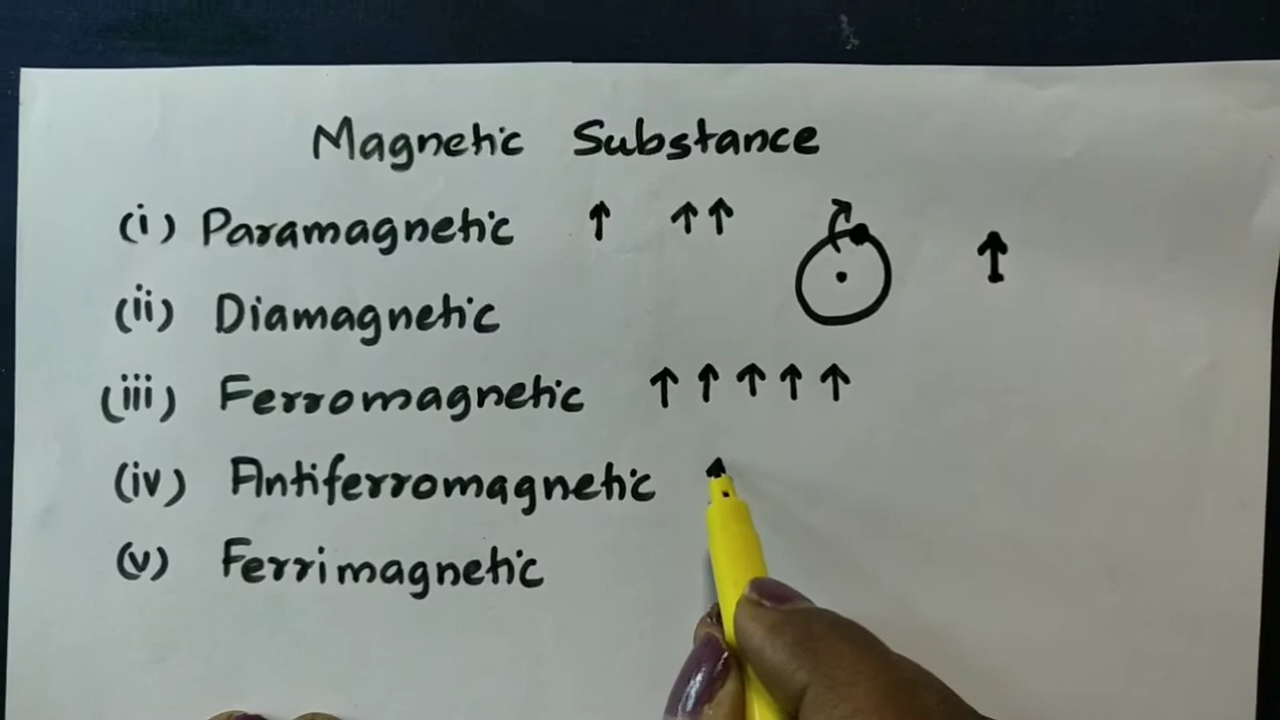 Magnetic Substance
(i) Paramagnetic ↑ ↑↑
(ii) Diamagnetic
(iii) Ferromagnetic ↑ ↑ ↑ ↑ ↑
(iv) Antiferromagnetic
(v) Ferrimagnetic